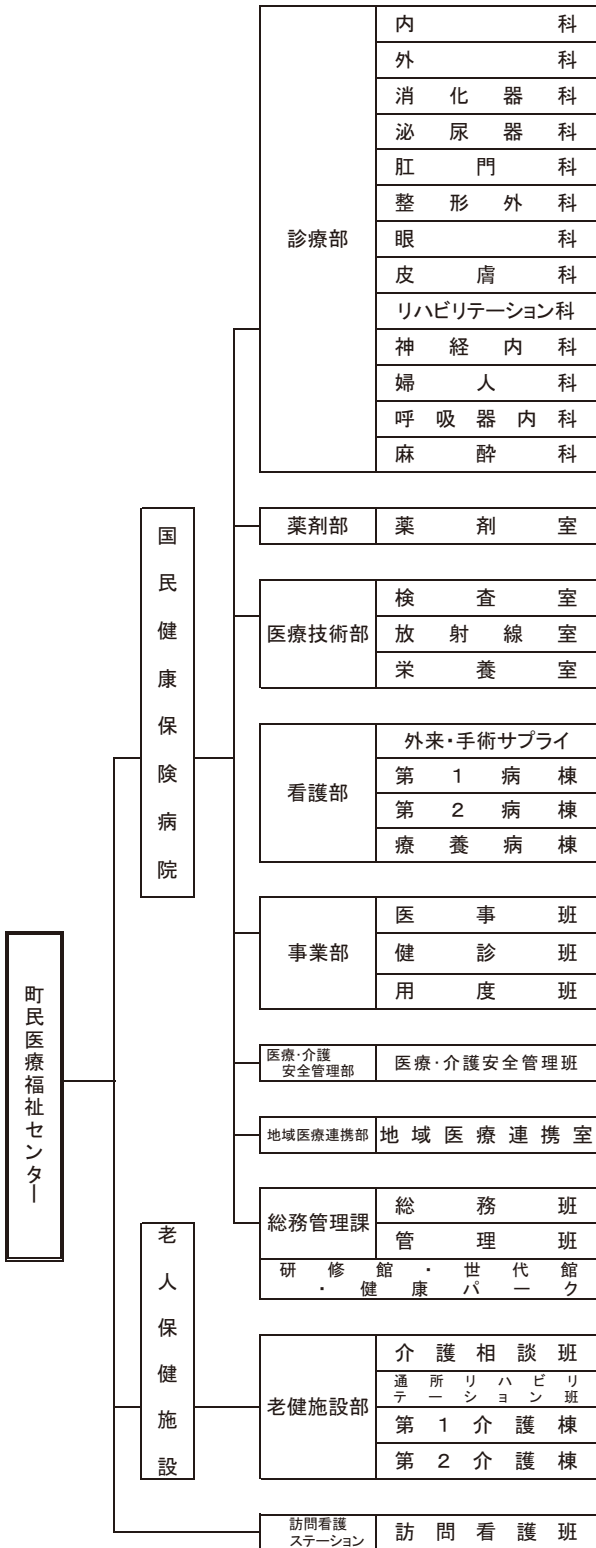 町民医療福祉センター
国民健康保険病院
診療部
内科
外科
消化器科
泌尿器科
肛門科
整形外科
眼科
皮膚科
リハビリテーション科
神経内科
婦人科
呼吸器内科
麻酔科
薬剤部
薬剤室
医療技術部
検査室
放射線室
栄養室
看護部
外来・手術サプライ
第1病棟
第2病棟
療養病棟
事業部
医事班
健診班
用度班
医療・介護
安全管理部
医療・介護安全管理班
地域医療連携部
地域医療連携室
総務管理課
総務班
管理班
研修館・世代館
・健康パーク
老人保健施設
老健施設部
介護相談班
通所リハビリ
テーション班
第1介護棟
第2介護棟
訪問看護
ステーション
訪問看護班